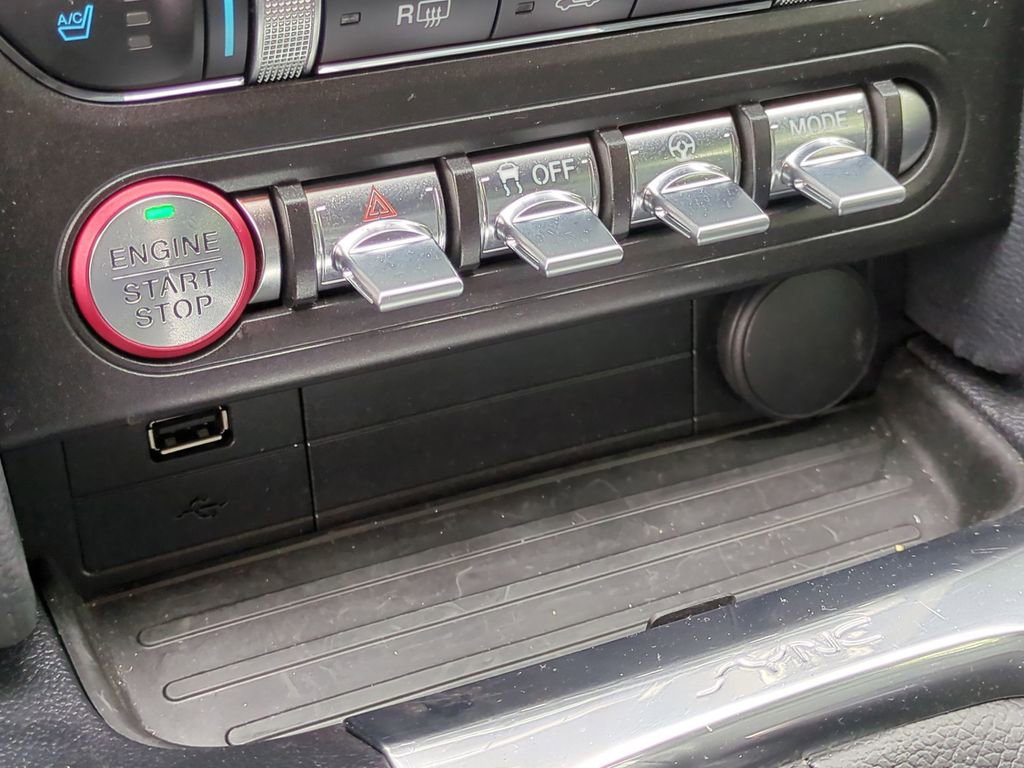 A/C
R
ENGINE
START
STOP
OFF
MODE
SYNC